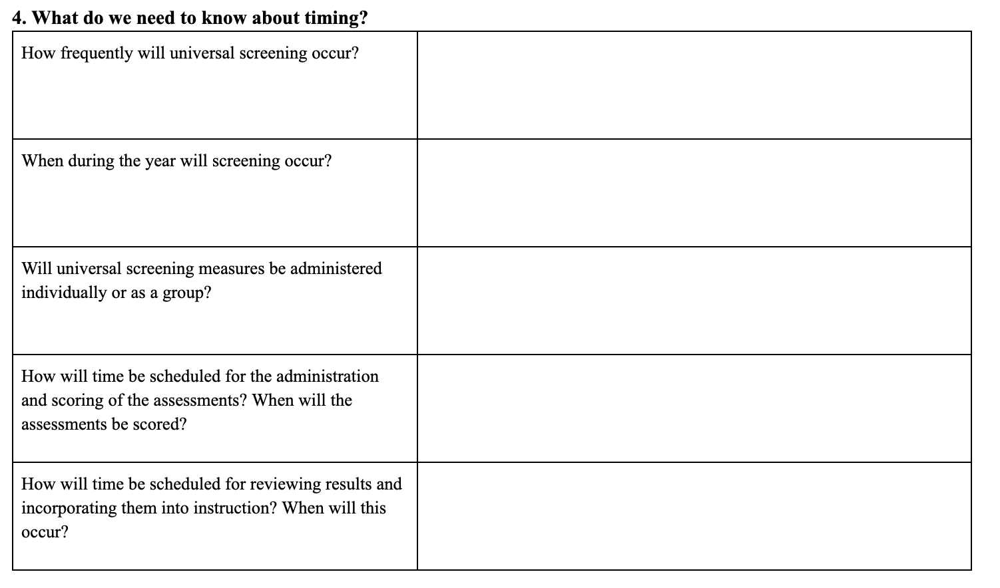 4. What do we need to know about timing?
How frequently will universal screening occur?
When during the year will screening occur?
Will universal screening measures be administered
individually or as a group?
How will time be scheduled for the administration
and scoring of the assessments? When will the
assessments be scored?
How will time be scheduled for reviewing results and
incorporating them into instruction? When will this
occur?